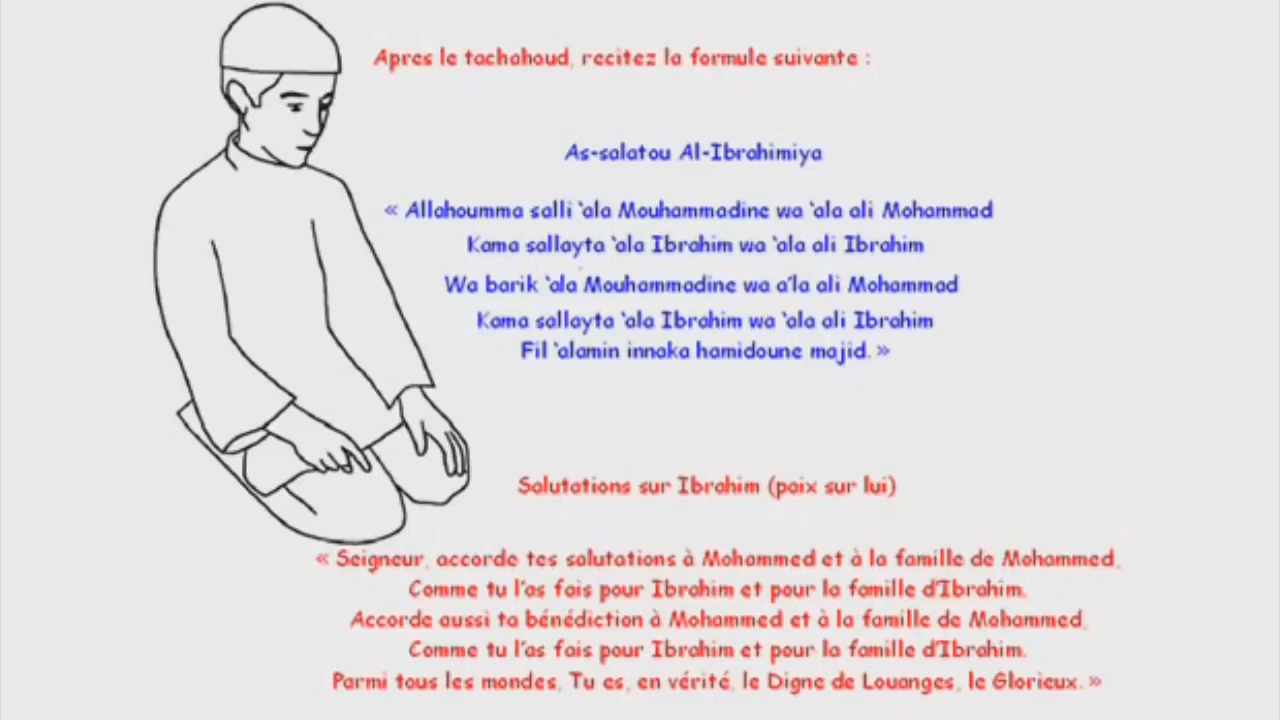 Apres le tachahoud, recitez la formule suivante :
As-salatou Al-Ibrahimiya
« Allahoumma salli ‘ala Mouhammadine wa ‘ala ali Mohammad
Kama sallayta ‘ala Ibrahim wa ‘ala ali Ibrahim
Wa barik ‘ala Mouhammadine wa a’la ali Mohammad
Kama sallayta ‘ala Ibrahim wa ‘ala ali Ibrahim
Fil ‘alamin innaka hamidoune majid. »
Salutations sur Ibrahim (paix sur lui)
« Seigneur, accorde tes salutations à Mohammed et à la famille de Mohammed,
Comme tu l’as fais pour Ibrahim et pour la famille d’Ibrahim.
Accorde aussi ta bénédiction à Mohammed et à la famille de Mohammed,
Comme tu l’as fais pour Ibrahim et pour la famille d’Ibrahim.
Parmi tous les mondes, Tu es, en vérité, le Digne de Louanges, le Glorieux. »